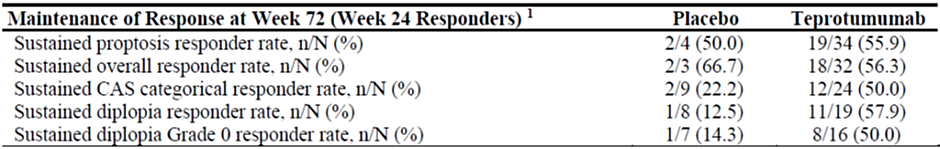 Maintenance of Response at Week 72 (Week 24 Responders) 1 Placebo Teprotumumab
Sustained proptosis responder rate, n/N (%) 2/4 (50.0) 19/34 (55.9)
Sustained overall responder rate, n/N (%) 2/3 (66.7) 18/32 (56.3)
Sustained CAS categorical responder rate, n/N (%) 2/9 (22.2) 12/24 (50.0)
Sustained diplopia responder rate, n/N (%) 1/8 (12.5) 11/19 (57.9)
Sustained diplopia Grade 0 responder rate, n/N (%) 1/7 (14.3) 8/16 (50.0)